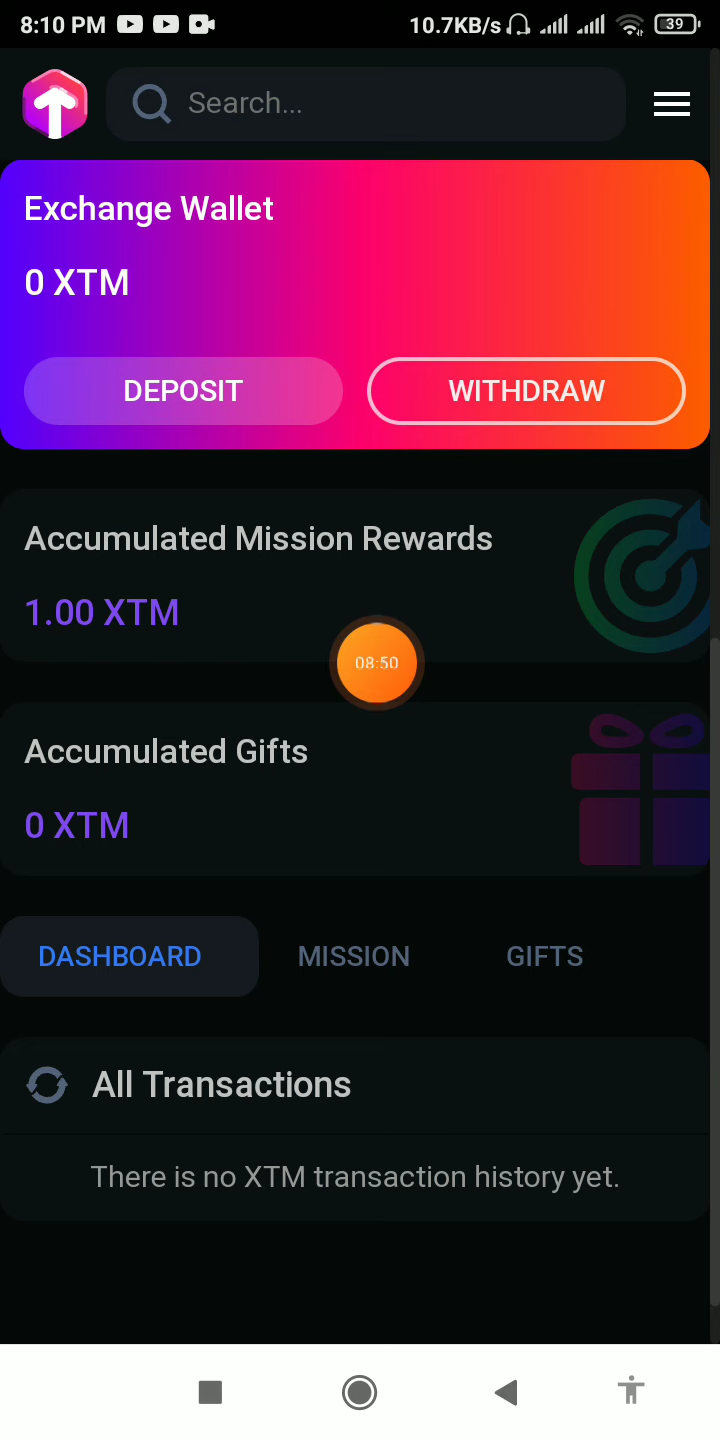 8:10 PM 10.7KB/s 39
Search...
Exchange Wallet
0 XTM
DEPOSIT WITHDRAW
Accumulated Mission Rewards
1.00 XTM
08:50
Accumulated Gifts
0 XTM
DASHBOARD MISSION GIFTS
All Transactions
There is no XTM transaction history yet.